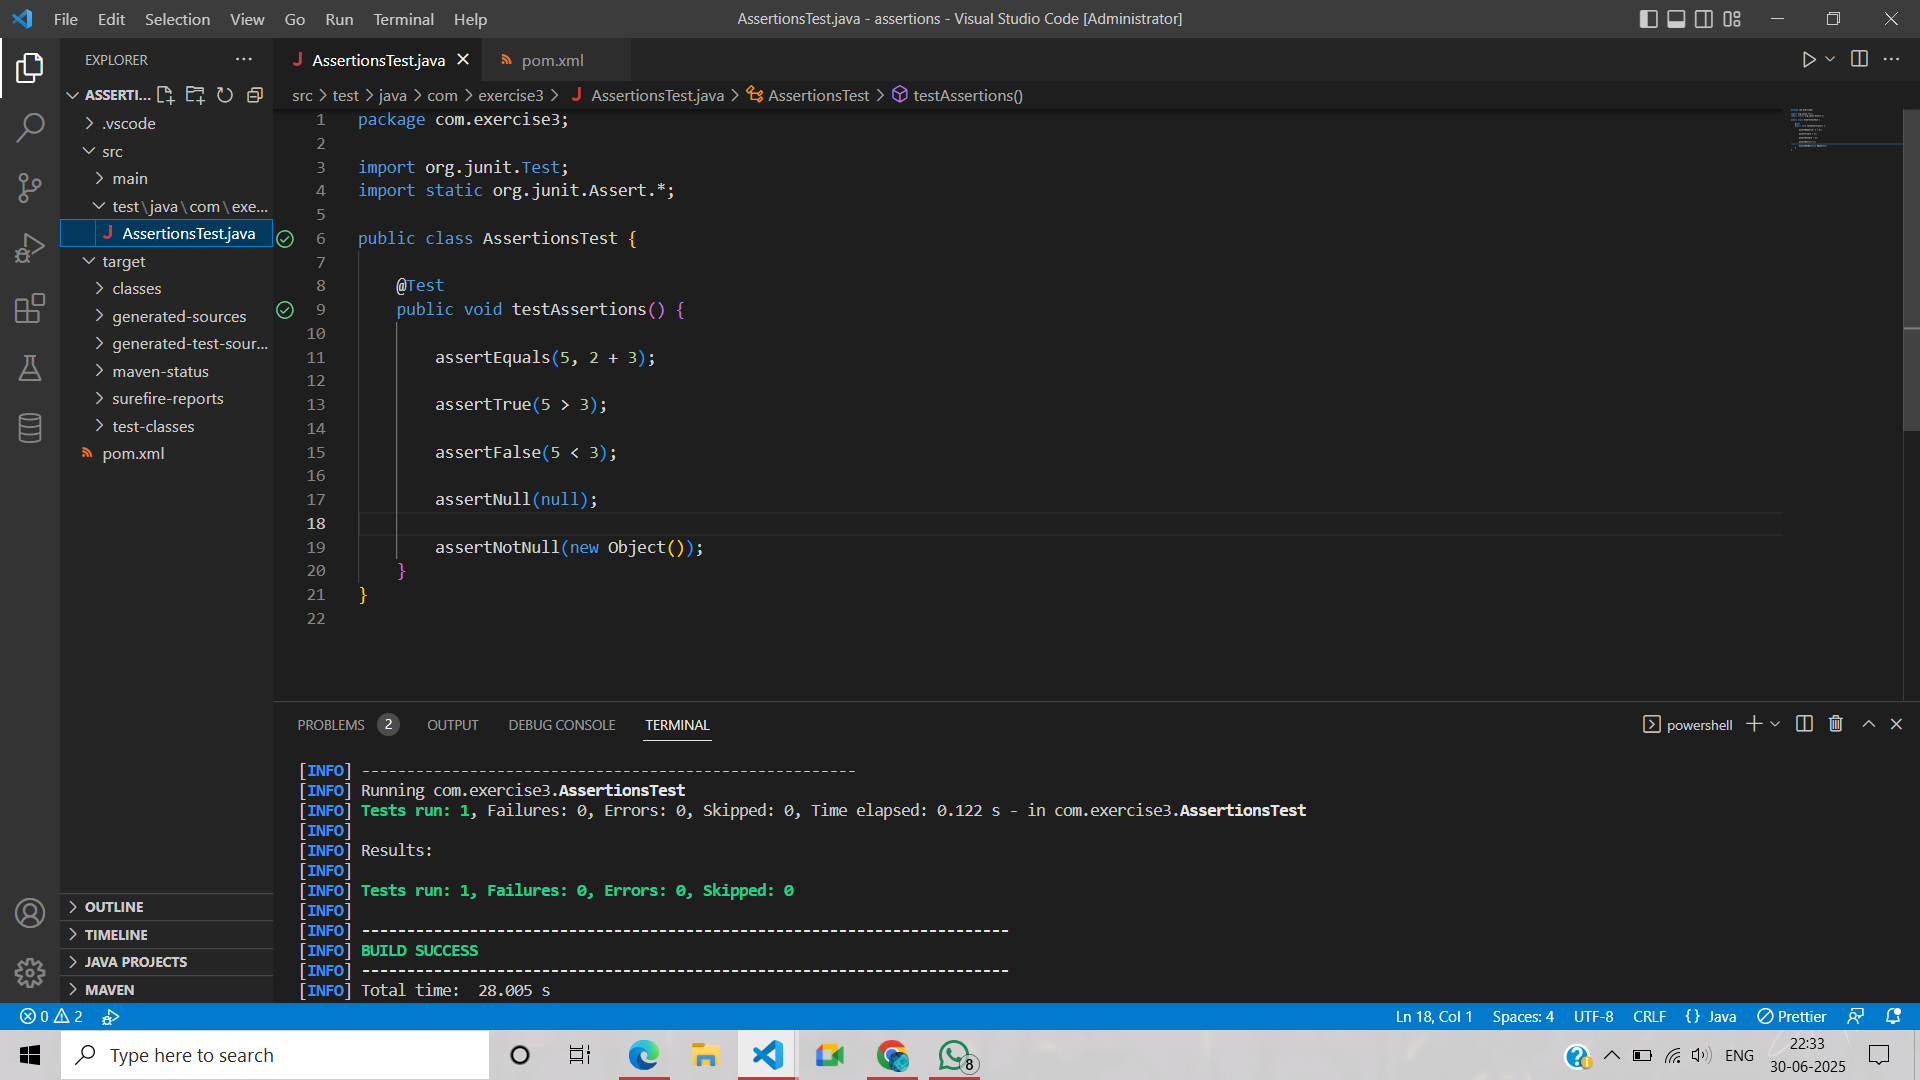 File Edit Selection View Go Run Terminal Help
AssertionsTest.java - assertions - Visual Studio Code [Administrator]
EXPLORER
ASSERTI...
.vscode
src
main
test\java\com\exe...
AssertionsTest.java
target
classes
generated-sources
generated-test-sour...
maven-status
surefire-reports
test-classes
pom.xml
OUTLINE
TIMELINE
JAVA PROJECTS
MAVEN
AssertionsTest.java pom.xml
src > test > java > com > exercise3 > AssertionsTest.java > AssertionsTest > testAssertions()
1 package com.exercise3;
2
3 import org.junit.Test;
4 import static org.junit.Assert.*;
5
6 public class AssertionsTest {
7
8 @Test
9 public void testAssertions() {
10
11 assertEquals(5, 2 + 3);
12
13 assertTrue(5 > 3);
14
15 assertFalse(5 < 3);
16
17 assertNull(null);
18
19 assertNotNull(new Object());
20 }
21 }
22
PROBLEMS 2 OUTPUT DEBUG CONSOLE TERMINAL
powershell
[INFO] -------------------------------------------------------
[INFO] Running com.exercise3.AssertionsTest
[INFO] Tests run: 1, Failures: 0, Errors: 0, Skipped: 0, Time elapsed: 0.122 s - in com.exercise3.AssertionsTest
[INFO]
[INFO] Results:
[INFO]
[INFO] Tests run: 1, Failures: 0, Errors: 0, Skipped: 0
[INFO]
[INFO] ------------------------------------------------------------------------
[INFO] BUILD SUCCESS
[INFO] ------------------------------------------------------------------------
[INFO] Total time: 28.005 s
0 2
Ln 18, Col 1 Spaces: 4 UTF-8 CRLF {} Java Prettier
Type here to search
8
ENG
22:33
30-06-2025